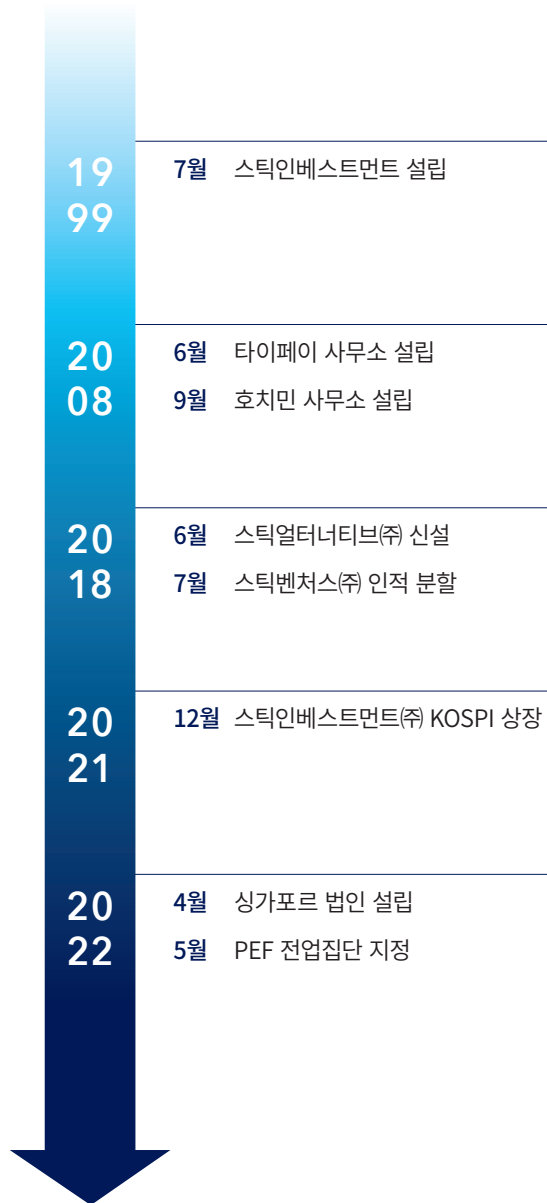 19
99
7월 스틱인베스트먼트 설립
20
08
6월 타이페이 사무소 설립
9월 호치민 사무소 설립
20
18
6월 스틱얼터너티브㈜ 신설
7월 스틱벤처스㈜ 인적 분할
20
21
12월 스틱인베스트먼트㈜ KOSPI 상장
20
22
4월 싱가포르 법인 설립
5월 PEF 전업집단 지정